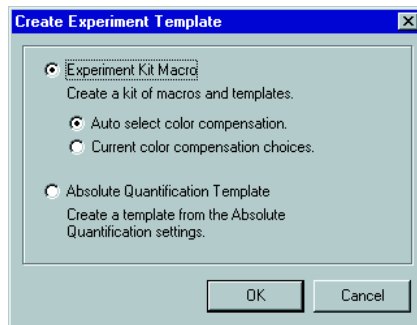 Create Experiment Template
Experiment Kit Macro
Create a kit of macros and templates.
Auto select color compensation.
Current color compensation choices.
Absolute Quantification Template
Create a template from the Absolute
Quantification settings.
OK Cancel